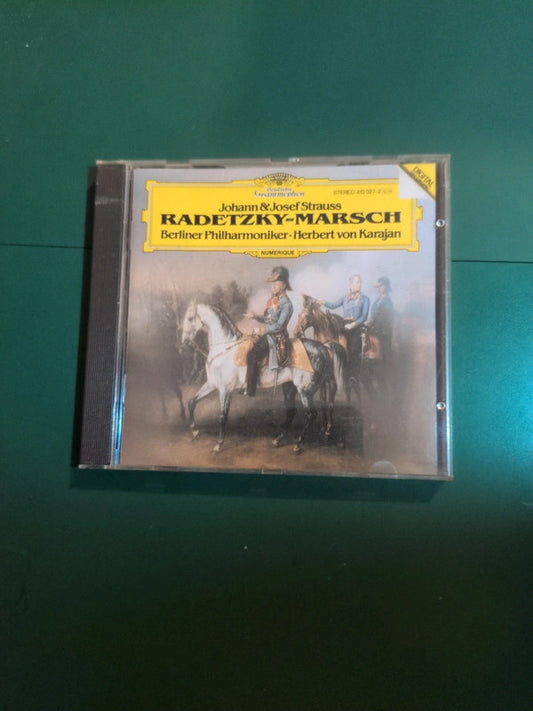 Deutsche
Grammophon
STEREO 410 027-2
DIGITAL
Johann & Josef Strauss
RADETZKY-MARSCH
Berliner Philharmoniker · Herbert von Karajan
NUMERIQUE